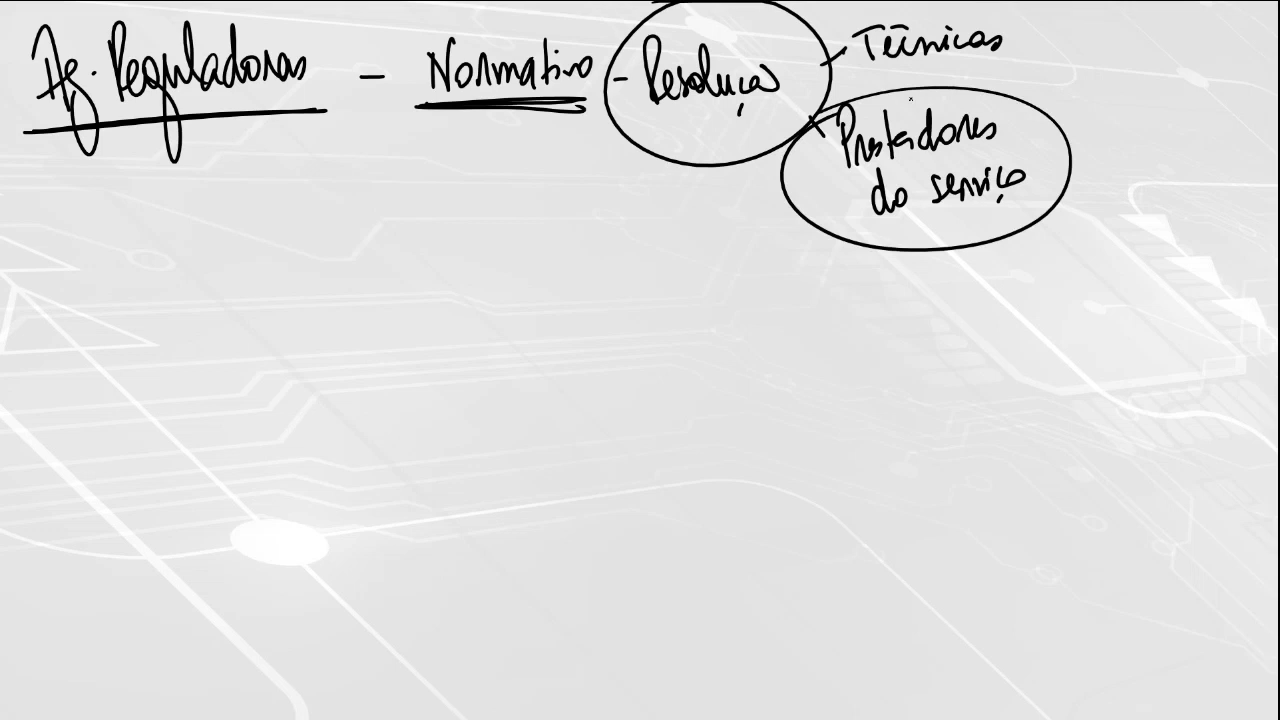 Ag. Reguladoras - Normativo - Resolução - Técnicas
Prestadores
do serviço